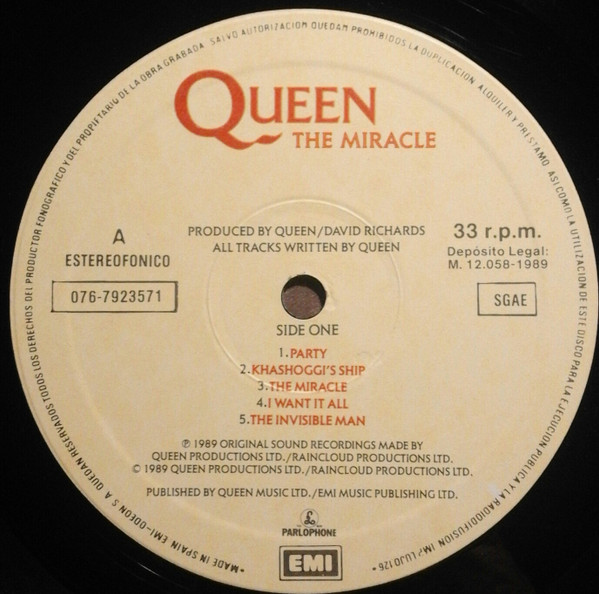 QUEEN
THE MIRACLE
PRODUCED BY QUEEN/DAVID RICHARDS
ALL TRACKS WRITTEN BY QUEEN
A
ESTEREOFONICO
076-7923571
33 r.p.m.
Depósito Legal:
M. 12.058-1989
SGAE
SIDE ONE
1.PARTY
2.KHASHOGGI'S SHIP
3.THE MIRACLE
4.I WANT IT ALL
5.THE INVISIBLE MAN
℗ 1989 ORIGINAL SOUND RECORDINGS MADE BY
QUEEN PRODUCTIONS LTD./RAINCLOUD PRODUCTIONS LTD.
© 1989 QUEEN PRODUCTIONS LTD./RAINCLOUD PRODUCTIONS LTD.
PUBLISHED BY QUEEN MUSIC LTD./EMI MUSIC PUBLISHING LTD.
PARLOPHONE
EMI
*MADE IN SPAIN EMI-ODEON S.A. QUEDAN RESERVADOS TODOS LOS DERECHOS DEL PRODUCTOR FONOGRAFICO Y DEL PROPIETARIO DE LA OBRA GRABADA. SALVO AUTORIZACION QUEDAN PROHIBIDOS LA DUPLICACION, ALQUILER Y PRESTAMO, ASI COMO LA UTILIZACION DE ESTE DISCO PARA LA EJECUCION PUBLICA Y LA RADIODIFUSION IMP. LUJO 126*